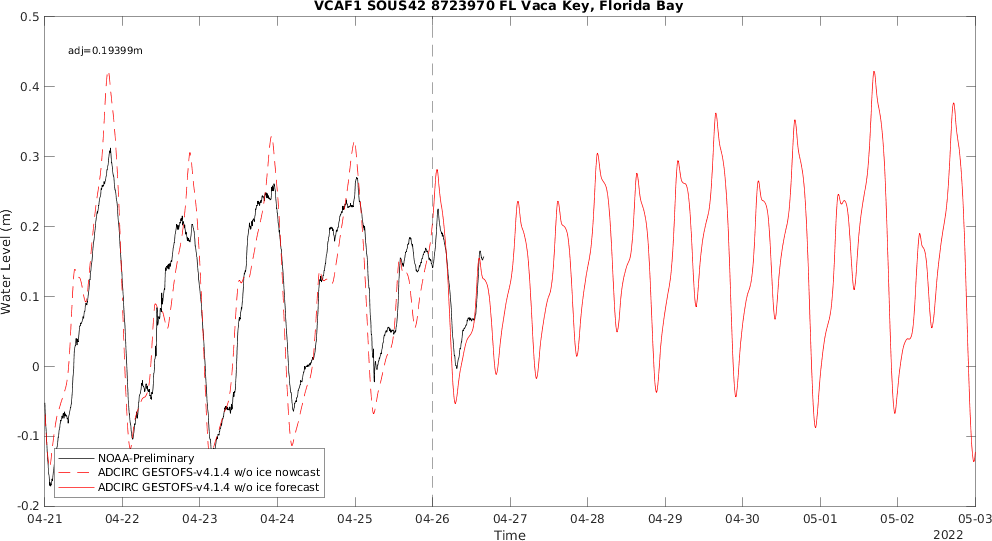 VCAF1 SOUS42 8723970 FL Vaca Key, Florida Bay
adj=0.19399m
0.5
0.4
0.3
0.2
0.1
0
-0.1
-0.2
Water Level (m)
NOAA-Preliminary
ADCIRC GESTOFS-v4.1.4 w/o ice nowcast
ADCIRC GESTOFS-v4.1.4 w/o ice forecast
04-21 04-22 04-23 04-24 04-25 04-26 04-27 04-28 04-29 04-30 05-01 05-02 05-03
Time
2022